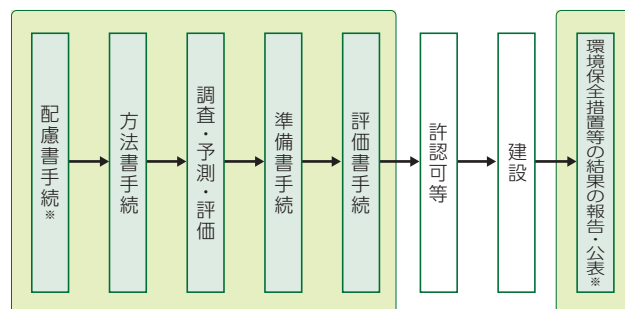 配慮書手続※
方法書手続
調査・予測・評価
準備書手続
評価書手続
許認可等
建設
環境保全措置等の結果の報告・公表※